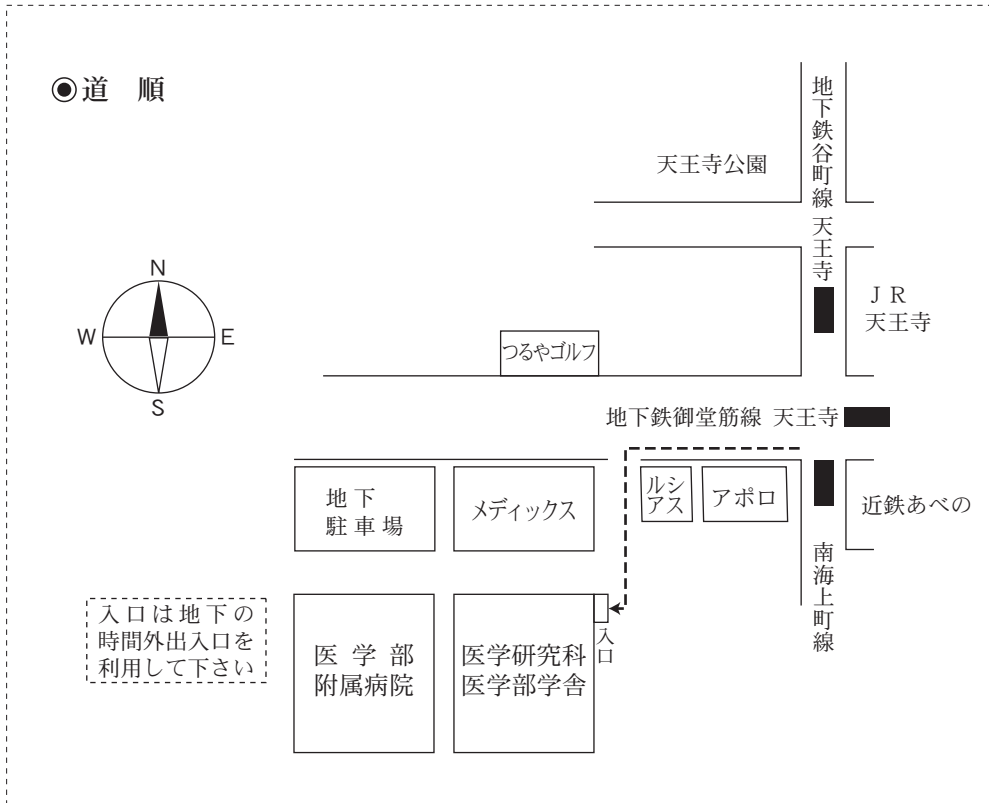 ◉道 順
地下鉄谷町線 天王寺
天王寺公園
N
W
E
S
JR
天王寺
つるやゴルフ
地下鉄御堂筋線 天王寺
地下
駐車場
メディックス
ルシ
アス
アポロ
近鉄あべの
南海上町線
入口は地下の
時間外出入口を
利用して下さい
医学部
附属病院
医学研究科
医学部学舎
入口